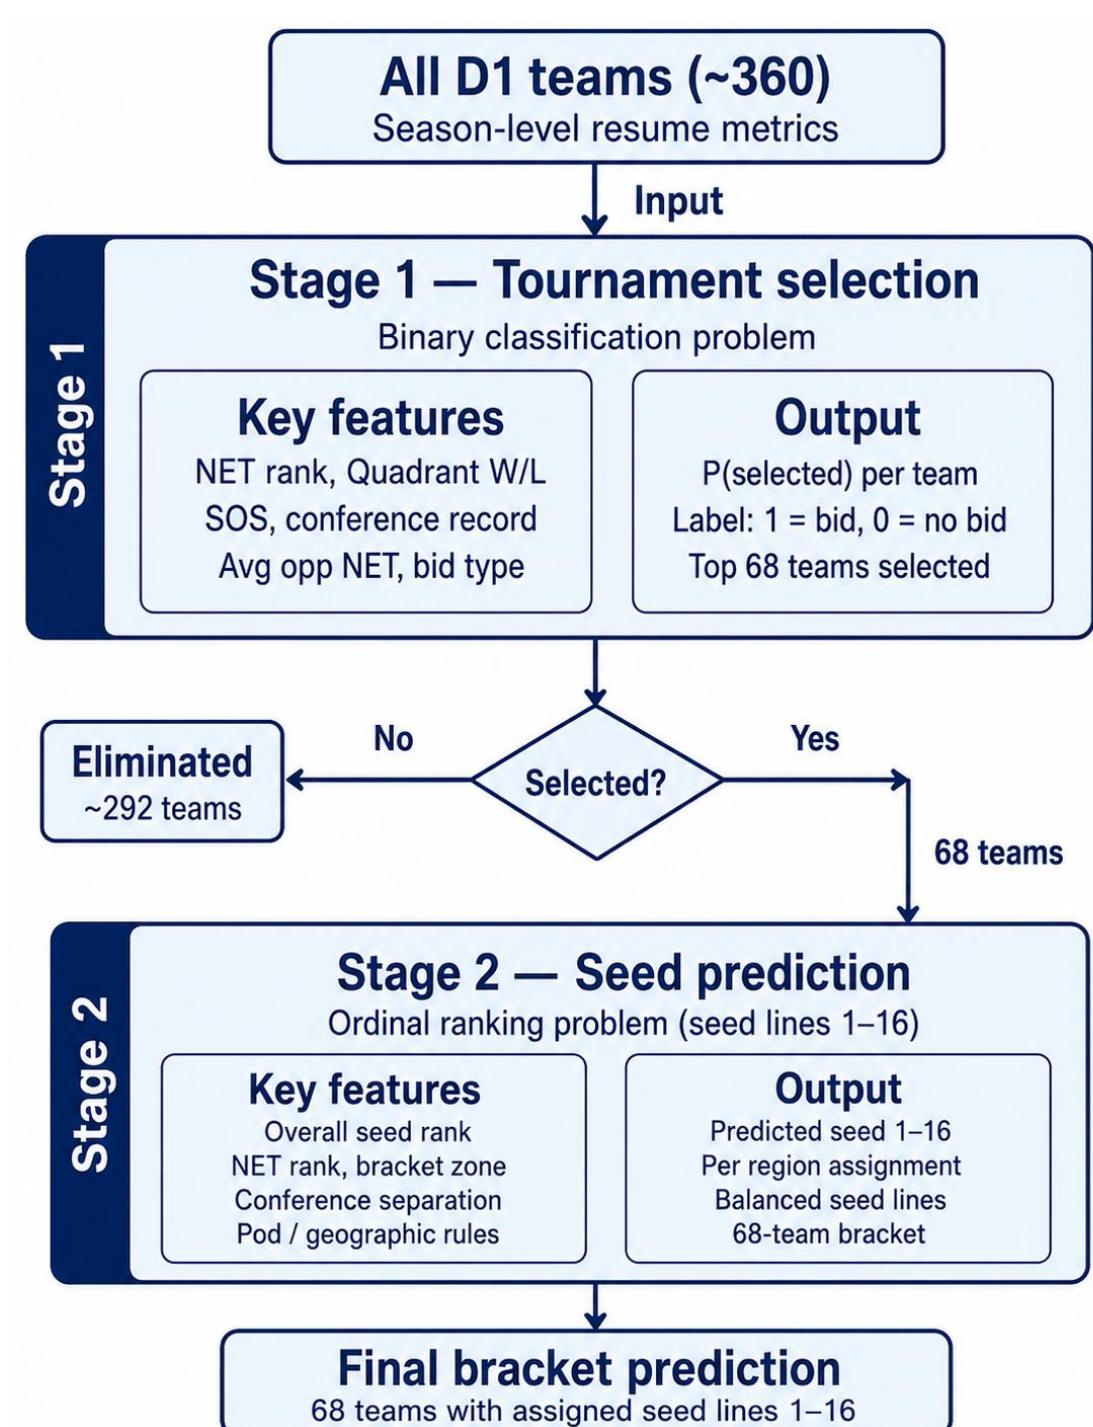 All D1 teams (~360)
Season-level resume metrics
Input
Stage 1
Stage 1 — Tournament selection
Binary classification problem
Key features
NET rank, Quadrant W/L
SOS, conference record
Avg opp NET, bid type
Output
P(selected) per team
Label: 1 = bid, 0 = no bid
Top 68 teams selected
Selected?
No
Eliminated
~292 teams
Yes
68 teams
Stage 2
Stage 2 — Seed prediction
Ordinal ranking problem (seed lines 1–16)
Key features
Overall seed rank
NET rank, bracket zone
Conference separation
Pod / geographic rules
Output
Predicted seed 1–16
Per region assignment
Balanced seed lines
68-team bracket
Final bracket prediction
68 teams with assigned seed lines 1–16